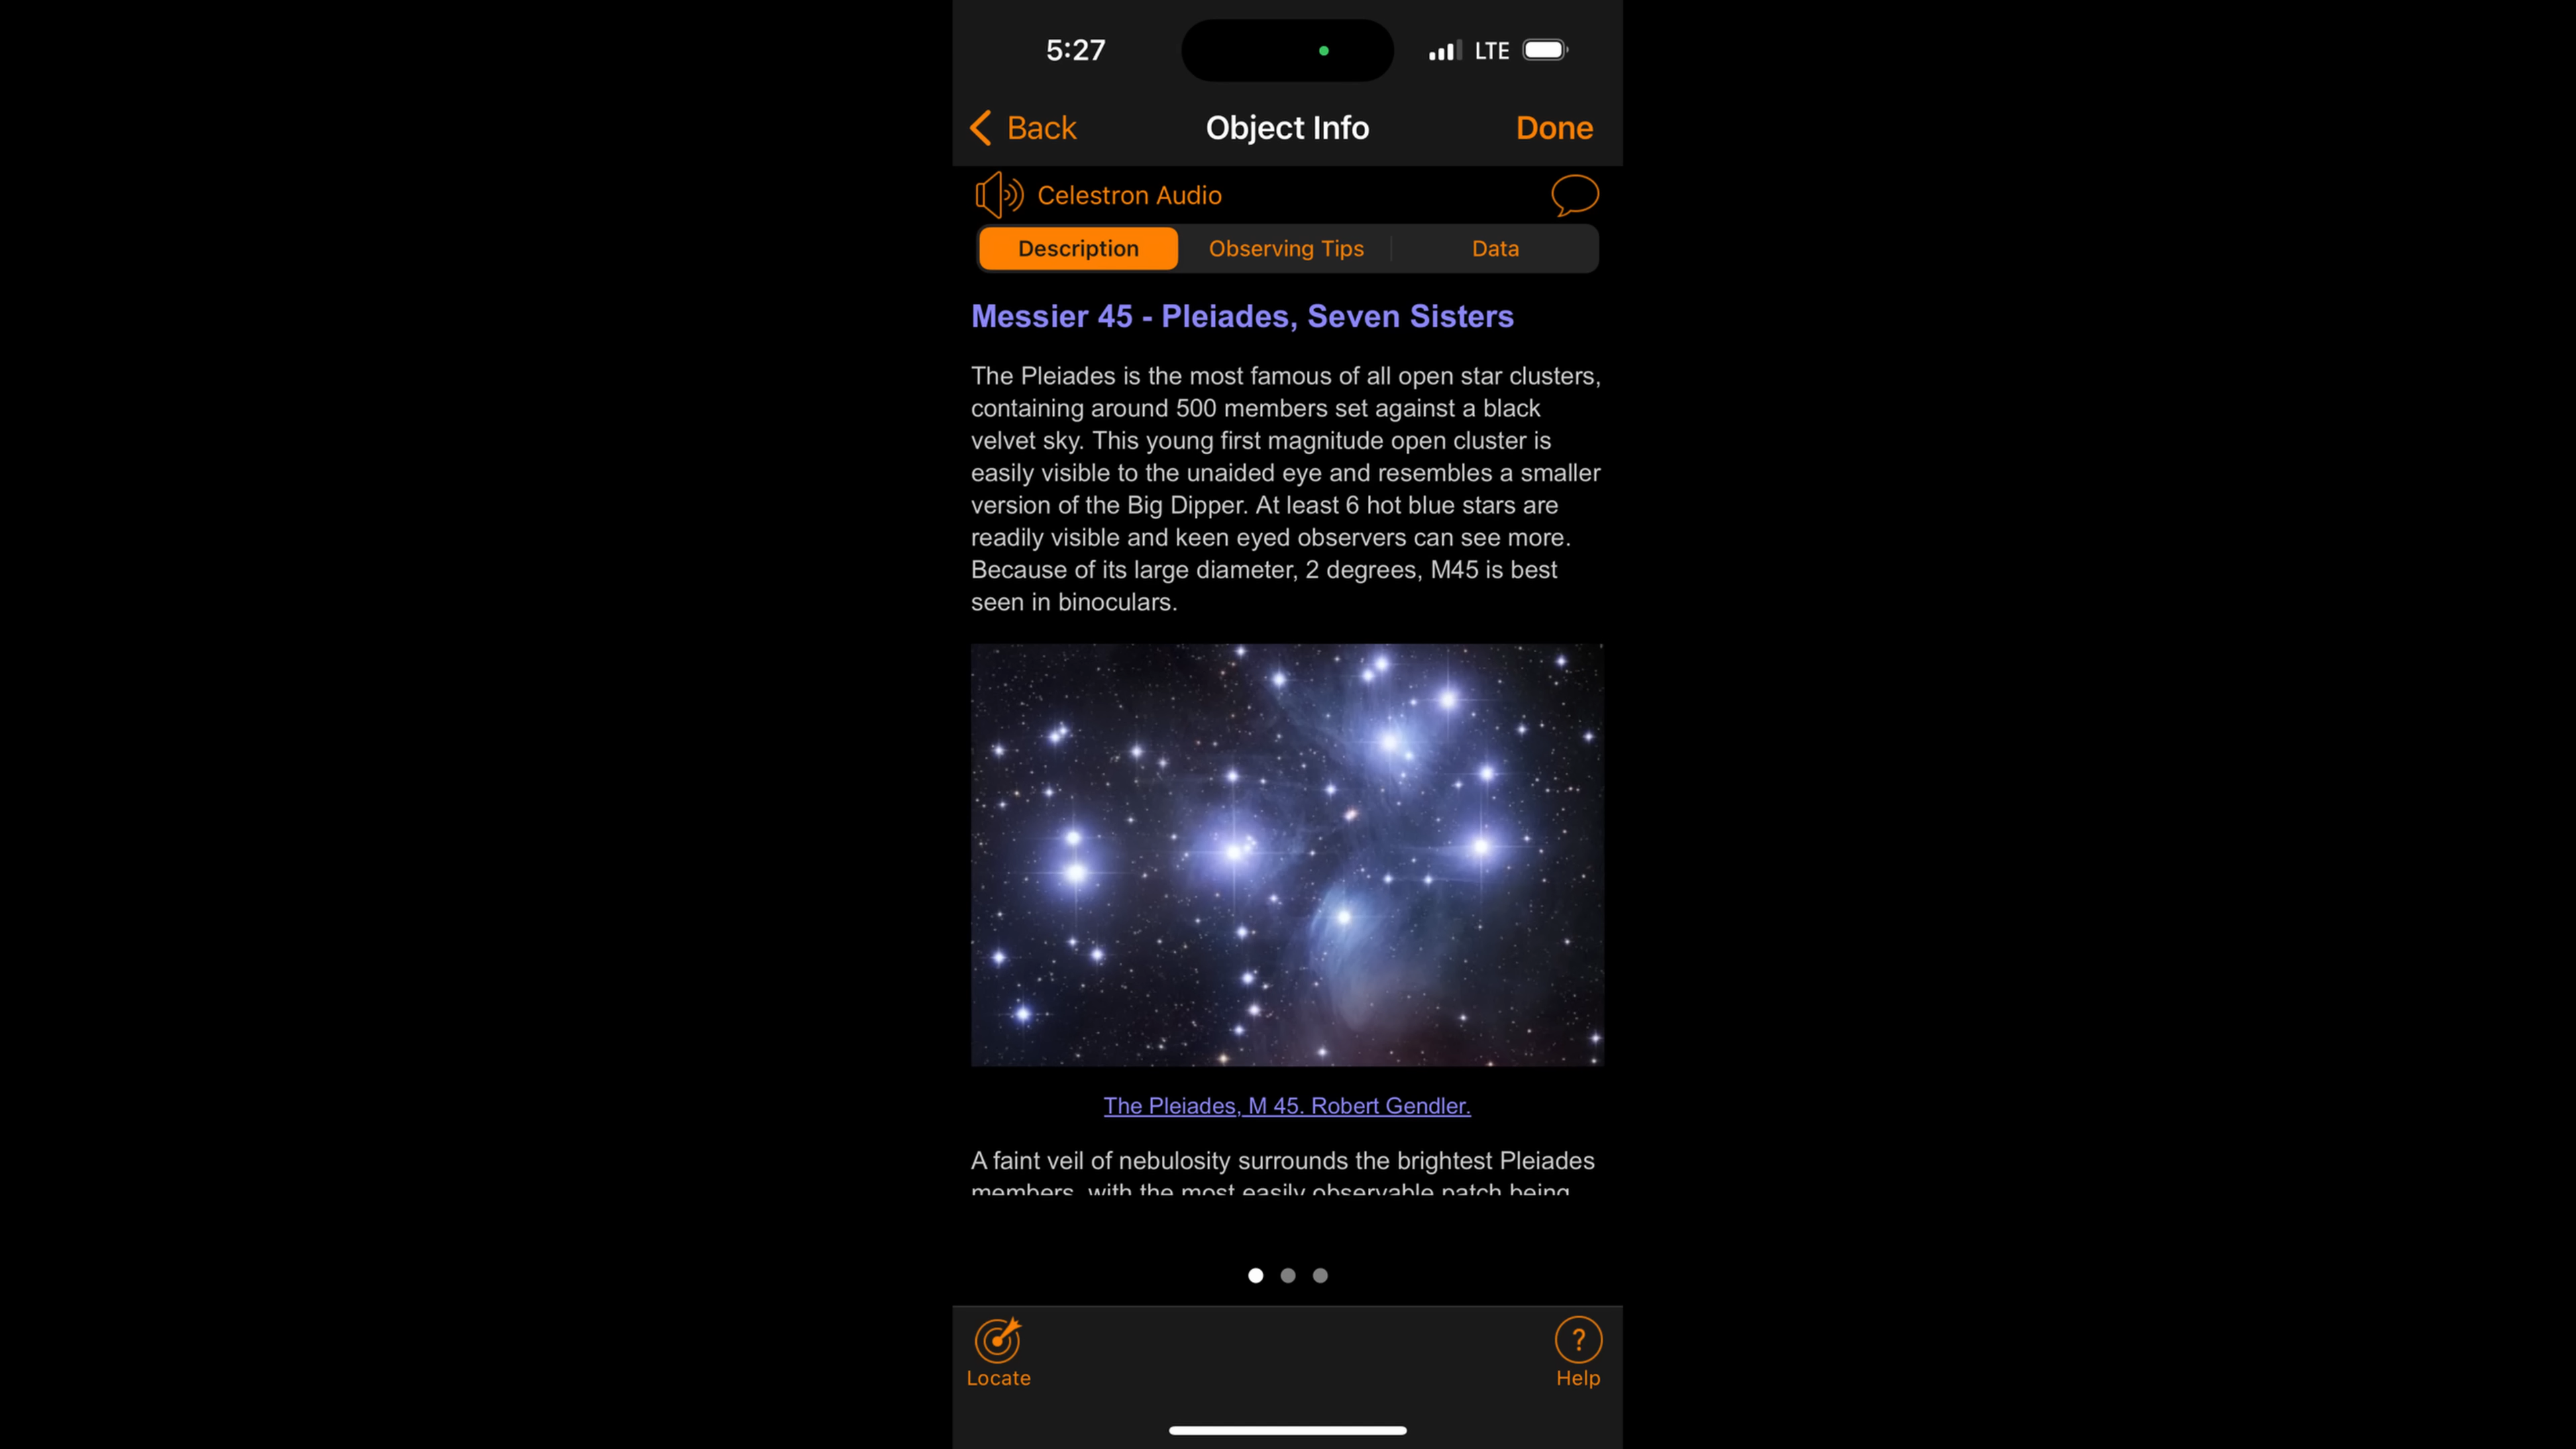 5:27
LTE
Back
Object Info
Done
Celestron Audio
Description
Observing Tips
Data
Messier 45 - Pleiades, Seven Sisters
The Pleiades is the most famous of all open star clusters,
containing around 500 members set against a black
velvet sky. This young first magnitude open cluster is
easily visible to the unaided eye and resembles a smaller
version of the Big Dipper. At least 6 hot blue stars are
readily visible and keen eyed observers can see more.
Because of its large diameter, 2 degrees, M45 is best
seen in binoculars.
The Pleiades, M 45. Robert Gendler.
A faint veil of nebulosity surrounds the brightest Pleiades
members, with the most easily observable patch being
?
Locate
Help